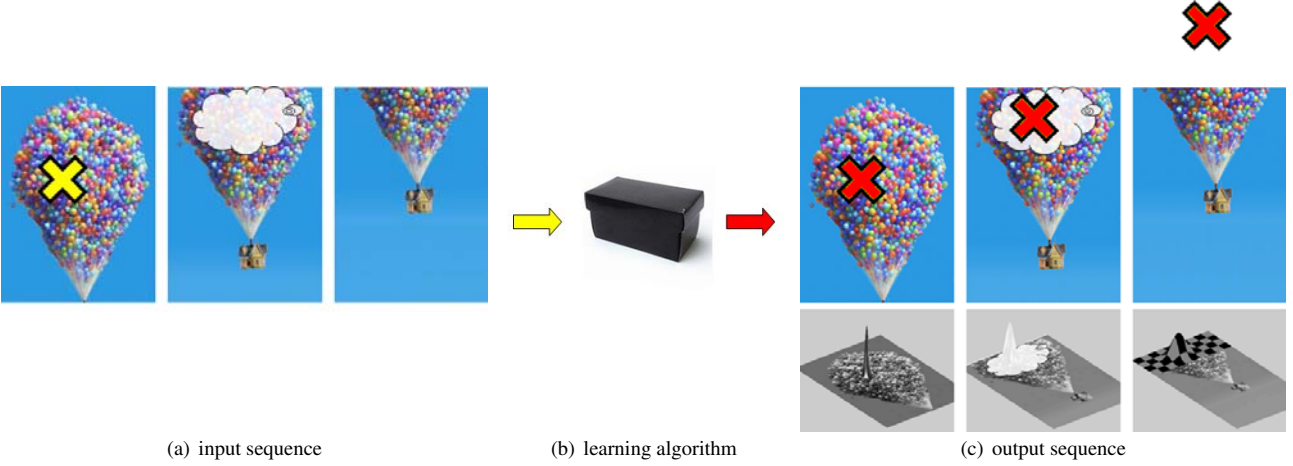 (a) input sequence
(b) learning algorithm
(c) output sequence